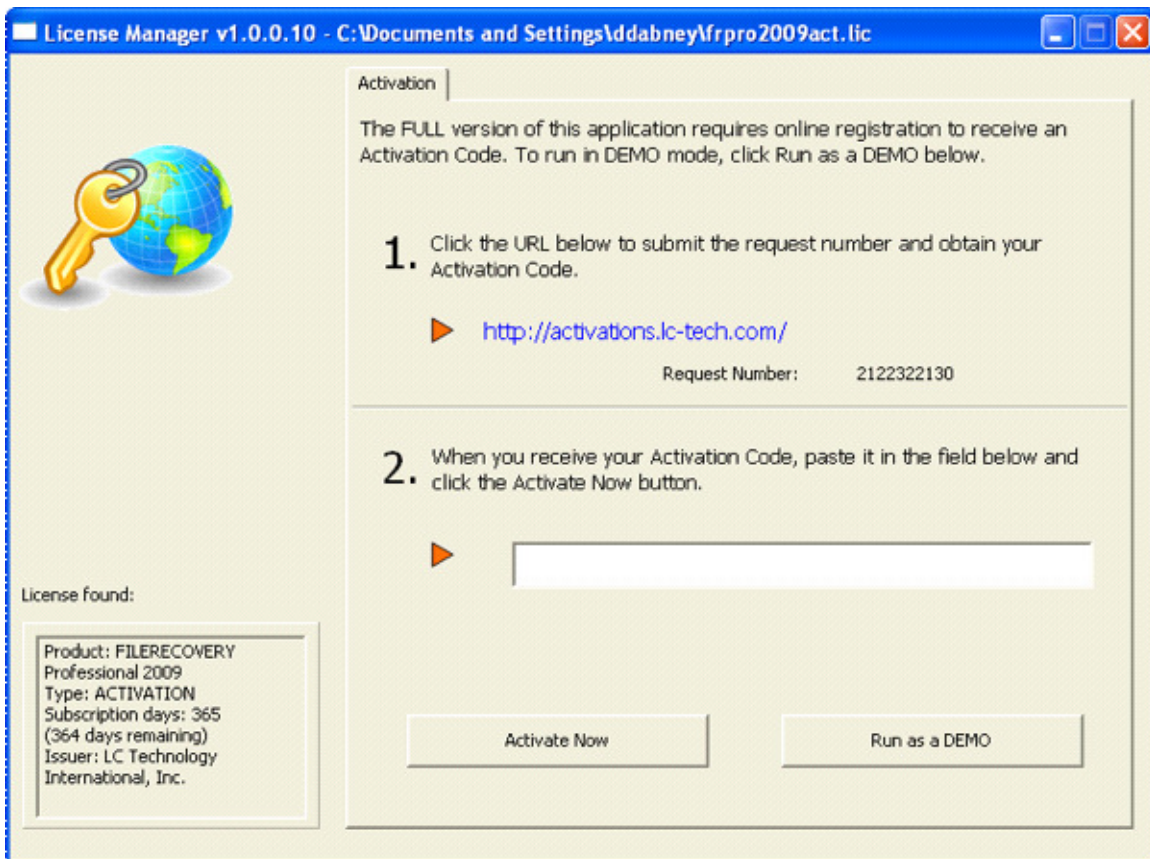 License Manager v1.0.0.10 - C:\Documents and Settings\ddabney\frpro2009act.lic
Activation
The FULL version of this application requires online registration to receive an
Activation Code. To run in DEMO mode, click Run as a DEMO below.
1. Click the URL below to submit the request number and obtain your
Activation Code.
http://activations.lc-tech.com/
Request Number: 2122322130
2. When you receive your Activation Code, paste it in the field below and
click the Activate Now button.
License found:
Product: FILERECOVERY
Professional 2009
Type: ACTIVATION
Subscription days: 365
(364 days remaining)
Issuer: LC Technology
International, Inc.
Activate Now
Run as a DEMO